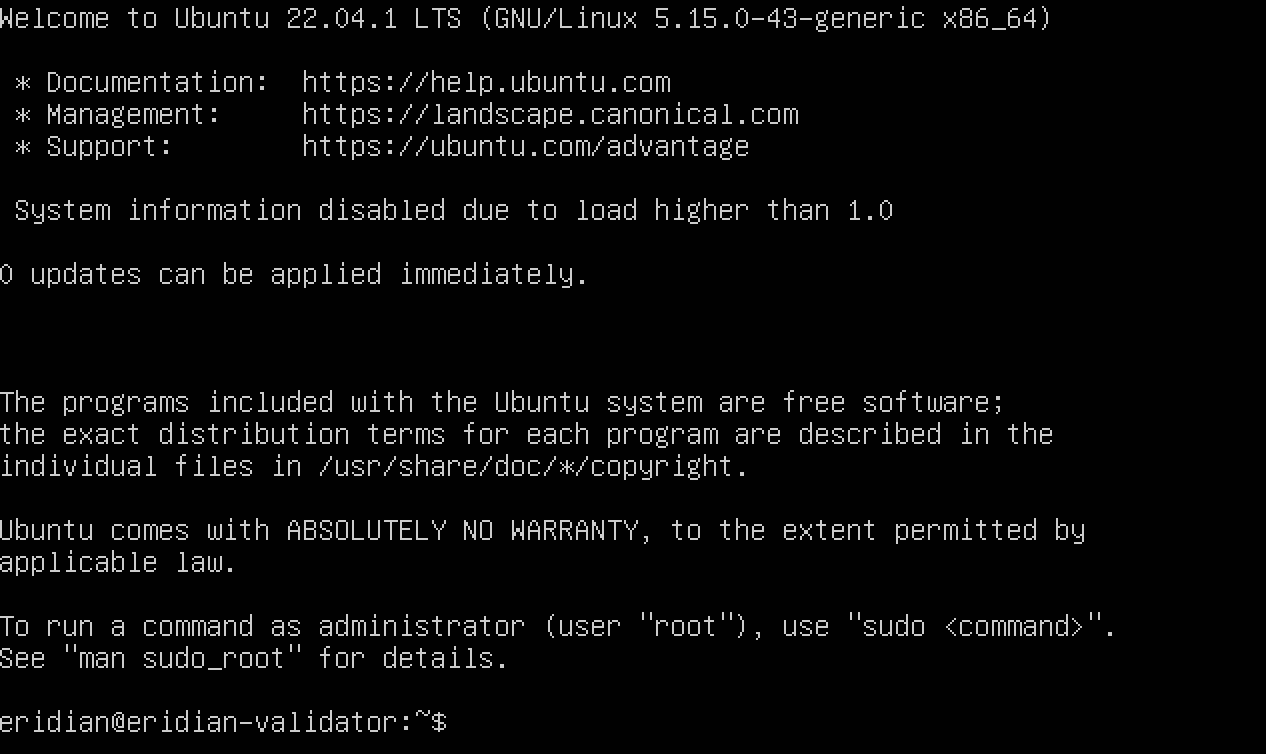 Welcome to Ubuntu 22.04.1 LTS (GNU/Linux 5.15.0-43-generic x86_64)
* Documentation:  https://help.ubuntu.com
* Management:     https://landscape.canonical.com
* Support:        https://ubuntu.com/advantage
System information disabled due to load higher than 1.0
0 updates can be applied immediately.
The programs included with the Ubuntu system are free software;
the exact distribution terms for each program are described in the
individual files in /usr/share/doc/*/copyright.
Ubuntu comes with ABSOLUTELY NO WARRANTY, to the extent permitted by
applicable law.
To run a command as administrator (user "root"), use "sudo <command>".
See "man sudo_root" for details.
eridian@eridian-validator:~$